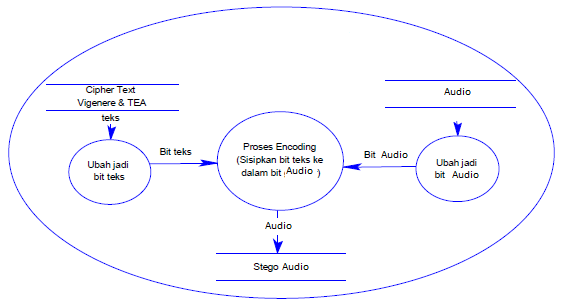 Cipher Text
Vigenere & TEA
teks
Ubah jadi
bit teks
Bit teks
Proses Encoding
(Sisipkan bit teks ke
dalam bit Audio )
Audio
Stego Audio
Bit Audio
Audio
Ubah jadi
bit Audio